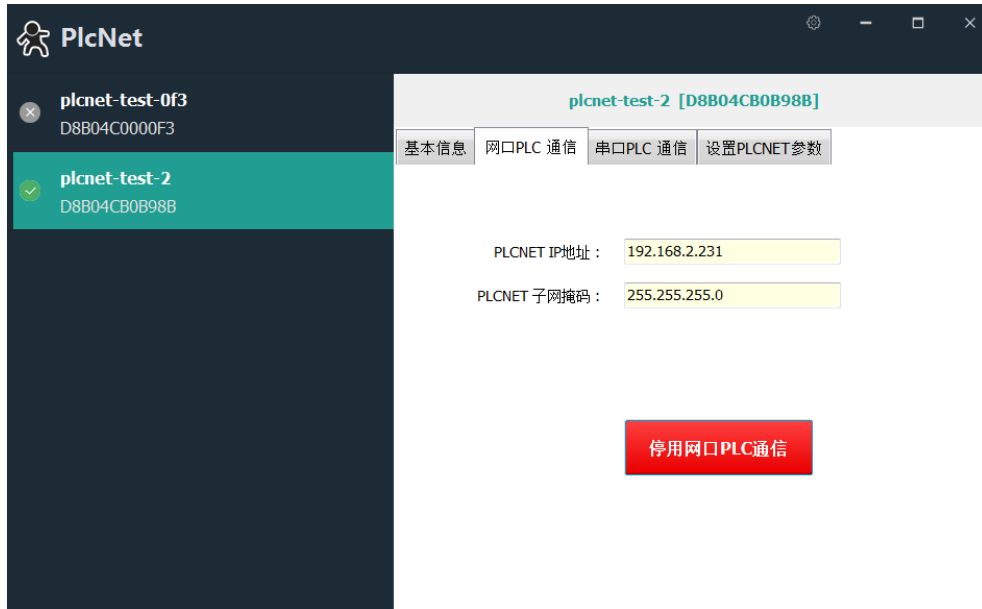 PlcNet
plcnet-test-0f3
D8B04C0000F3
plcnet-test-2
D8B04CB0B98B
plcnet-test-2 [D8B04CB0B98B]
基本信息 网口PLC 通信 串口PLC 通信 设置PLCNET参数
PLCNET IP地址： 192.168.2.231
PLCNET 子网掩码： 255.255.255.0
停用网口PLC通信